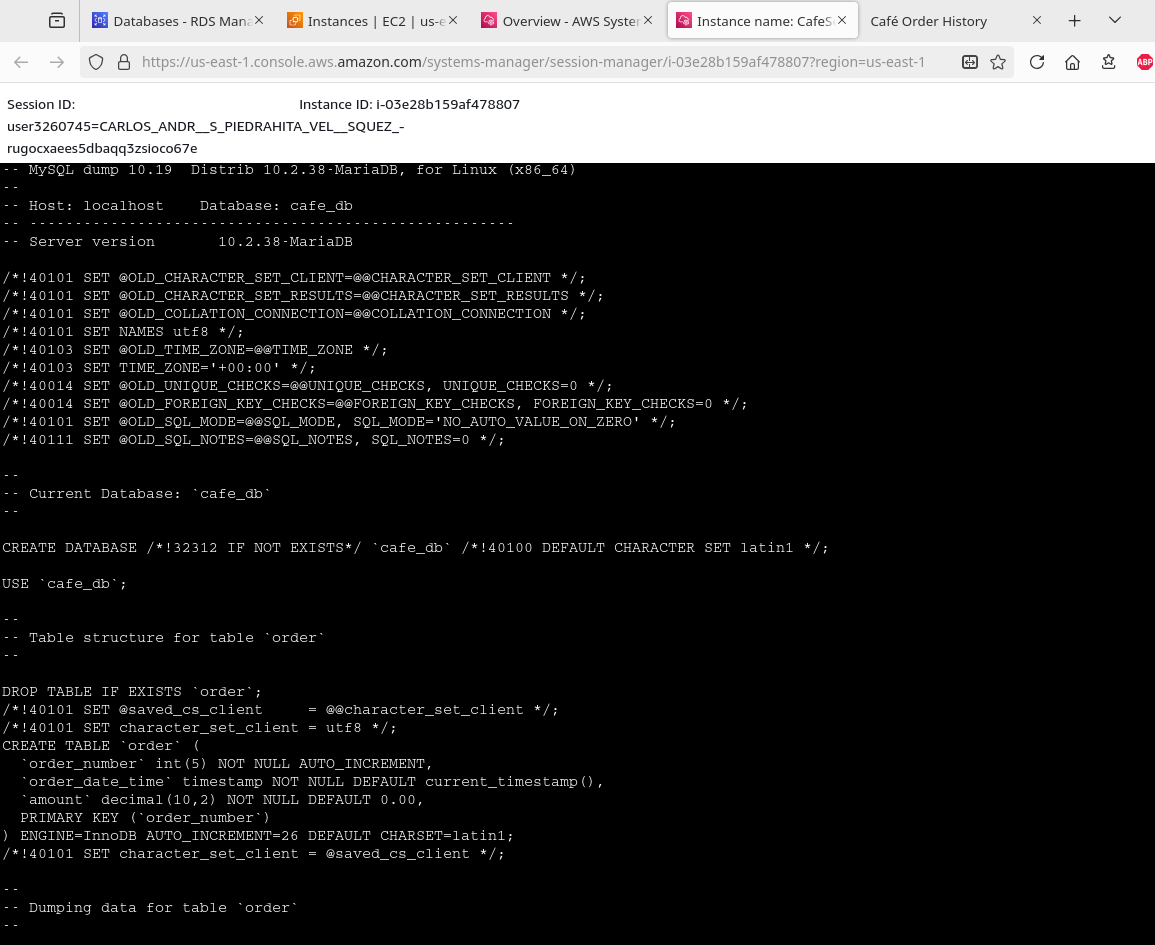 Databases - RDS Mana
Instances | EC2 | us-e
Overview - AWS System
Instance name: CafeSe
Café Order History
https://us-east-1.console.aws.amazon.com/systems-manager/session-manager/i-03e28b159af478807?region=us-east-1
ABP
Session ID:
Instance ID: i-03e28b159af478807
user3260745=CARLOS_ANDR__S_PIEDRAHITA_VEL__SQUEZ_-
rugocxaees5dbaqq3zsioco67e
-- MySQL dump 10.19  Distrib 10.2.38-MariaDB, for Linux (x86_64)
--
-- Host: localhost    Database: cafe_db
-- ------------------------------------------------------
-- Server version       10.2.38-MariaDB
/*!40101 SET @OLD_CHARACTER_SET_CLIENT=@@CHARACTER_SET_CLIENT */;
/*!40101 SET @OLD_CHARACTER_SET_RESULTS=@@CHARACTER_SET_RESULTS */;
/*!40101 SET @OLD_COLLATION_CONNECTION=@@COLLATION_CONNECTION */;
/*!40101 SET NAMES utf8 */;
/*!40103 SET @OLD_TIME_ZONE=@@TIME_ZONE */;
/*!40103 SET TIME_ZONE='+00:00' */;
/*!40014 SET @OLD_UNIQUE_CHECKS=@@UNIQUE_CHECKS, UNIQUE_CHECKS=0 */;
/*!40014 SET @OLD_FOREIGN_KEY_CHECKS=@@FOREIGN_KEY_CHECKS, FOREIGN_KEY_CHECKS=0 */;
/*!40101 SET @OLD_SQL_MODE=@@SQL_MODE, SQL_MODE='NO_AUTO_VALUE_ON_ZERO' */;
/*!40111 SET @OLD_SQL_NOTES=@@SQL_NOTES, SQL_NOTES=0 */;
--
-- Current Database: `cafe_db`
--
CREATE DATABASE /*!32312 IF NOT EXISTS*/ `cafe_db` /*!40100 DEFAULT CHARACTER SET latin1 */;
USE `cafe_db`;
--
-- Table structure for table `order`
--
DROP TABLE IF EXISTS `order`;
/*!40101 SET @saved_cs_client     = @@character_set_client */;
/*!40101 SET character_set_client = utf8 */;
CREATE TABLE `order` (
  `order_number` int(5) NOT NULL AUTO_INCREMENT,
  `order_date_time` timestamp NOT NULL DEFAULT current_timestamp(),
  `amount` decimal(10,2) NOT NULL DEFAULT 0.00,
  PRIMARY KEY (`order_number`)
) ENGINE=InnoDB AUTO_INCREMENT=26 DEFAULT CHARSET=latin1;
/*!40101 SET character_set_client = @saved_cs_client */;
--
-- Dumping data for table `order`
--